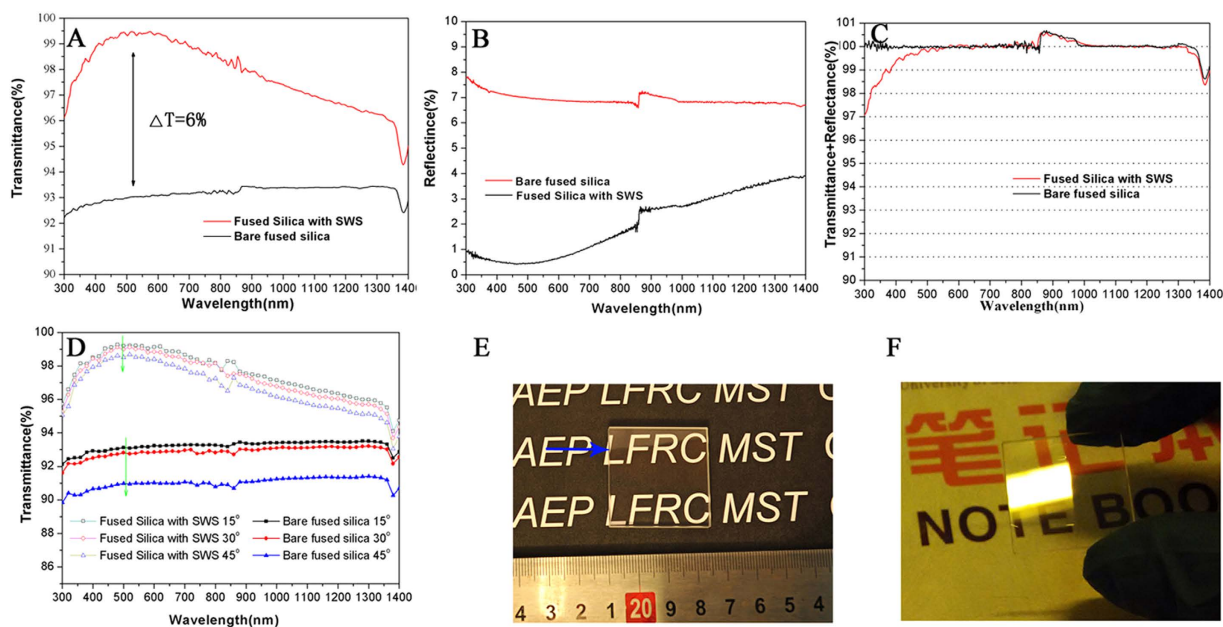 A
100
99
98
97
96
95
94
93
92
91
90
Transmittance(%)
△T=6%
Fused Silica with SWS
Bare fused silica
300 400 500 600 700 800 900 1000 1100 1200 1300 1400
Wavelength(nm)
B
10
9
8
7
6
5
4
3
2
1
0
Reflectince(%)
Bare fused silica
Fused Silica with SWS
300 400 500 600 700 800 900 1000 1100 1200 1300 1400
Wavelength(nm)
C
101
100
99
98
97
96
95
94
93
92
91
90
Transmittance+Reflectance(%)
Fused Silica with SWS
Bare fused silica
300 400 500 600 700 800 900 1000 1100 1200 1300 1400
Wavelength(nm)
D
100
98
96
94
92
90
88
86
Transmittance(%)
Fused Silica with SWS 15°
Fused Silica with SWS 30°
Fused Silica with SWS 45°
Bare fused silica 15°
Bare fused silica 30°
Bare fused silica 45°
300 400 500 600 700 800 900 1000 1100 1200 1300 1400
Wavelength(nm)
E
AEP LFRC MST
AEP LFRC MST
AEP LFRC MST
4 3 2 1 20 9 8 7 6 5 4
F
University of
笔记本
NOTE BOO